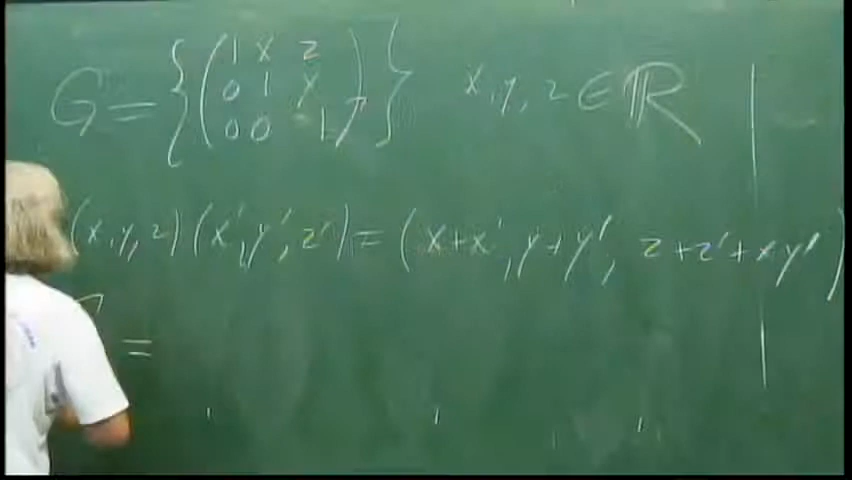 G = { ( 1 x z
0 1 y
0 0 1 ) } x, y, z ∈ ℝ
(x, y, z)(x', y', z') = (x+x', y+y', z+z'+xy')
=